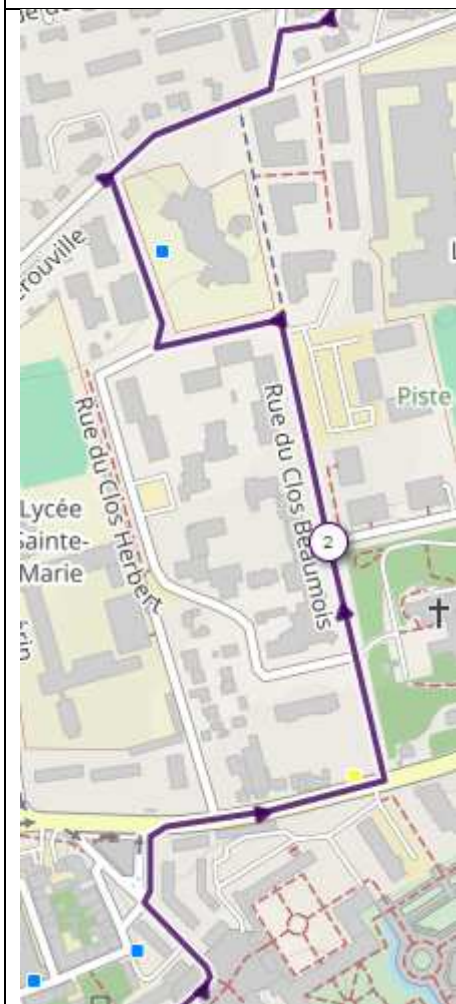 Rue du Clos Herbert
Rue du Clos Beaumois
Piste
Lycée
Sainte-
Marie
2